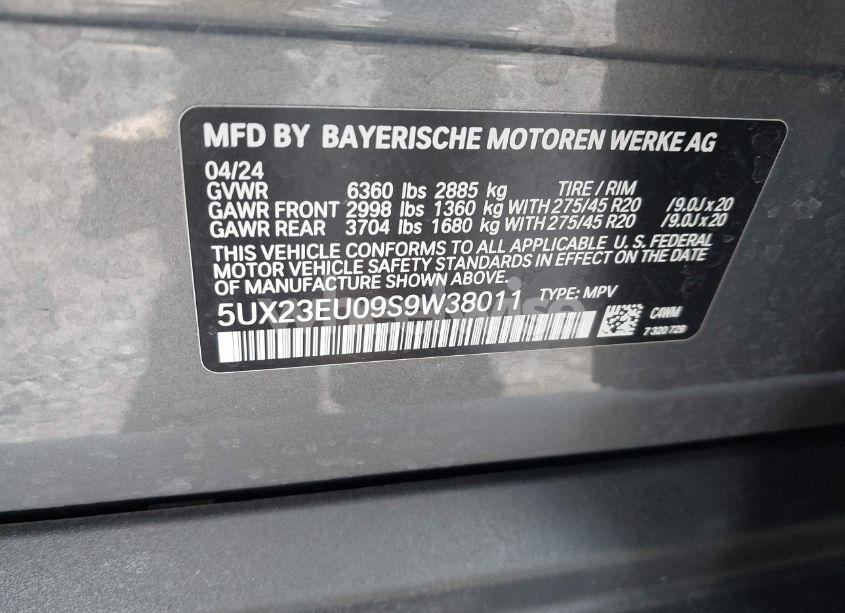 MFD BY BAYERISCHE MOTOREN WERKE AG
04/24
GVWR 6360 lbs 2885 kg TIRE / RIM
GAWR FRONT 2998 lbs 1360 kg WITH 275/45 R20 /9.0J x 20
GAWR REAR 3704 lbs 1680 kg WITH 275/45 R20 /9.0J x 20
THIS VEHICLE CONFORMS TO ALL APPLICABLE U. S. FEDERAL
MOTOR VEHICLE SAFETY STANDARDS IN EFFECT ON THE DATE
OF MANUFACTURE SHOWN ABOVE.
5UX23EU09S9W38011 TYPE: MPV
C4WM
7 320 729